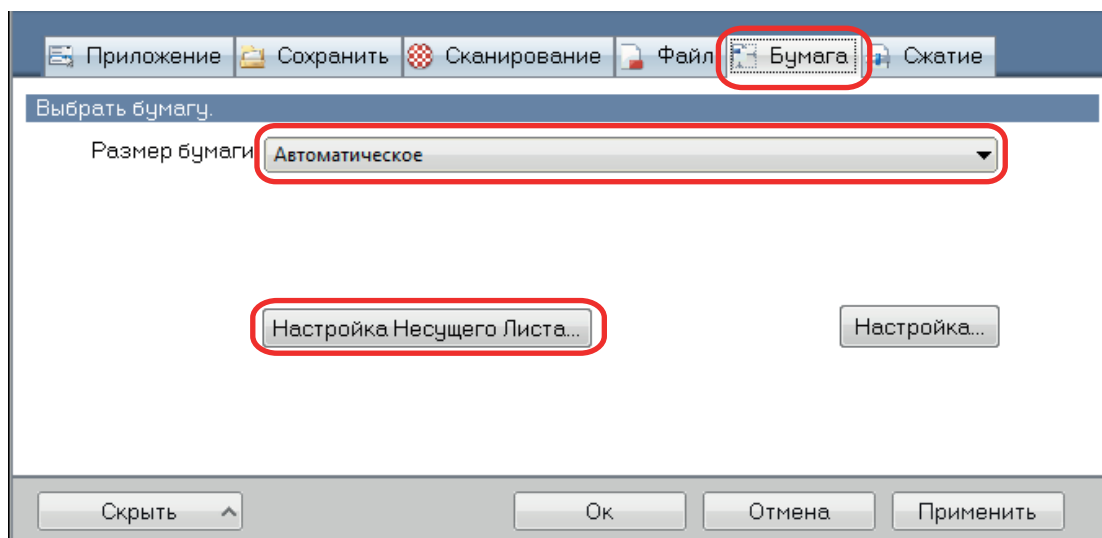 Приложение Сохранить Сканирование Файл Бумага Сжатие
Выбрать бумагу.
Размер бумаги Автоматическое
Настройка Несущего Листа... Настройка...
Скрыть Ок Отмена Применить